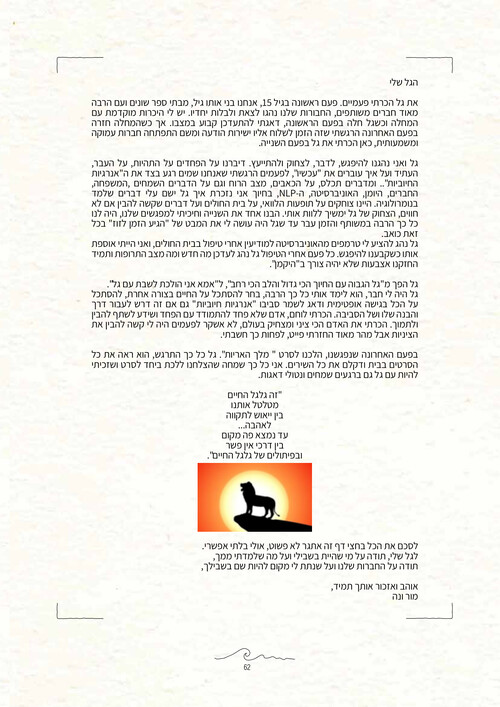 הגל שלי
את גל הכרתי פעמיים. פעם ראשונה בגיל 15, אנחנו בני אותו גיל, מבתי ספר שונים ועם הרבה
מאוד חברים משותפים, החבורות שלנו נהגו לצאת ולבלות יחדיו. יש לי היכרות מוקדמת עם
המחלה וכשגל חלה בפעם הראשונה, דאגתי להתעדכן קבוע במצבו. אך כשהמחלה חזרה
בפעם האחרונה הרגשתי שזה הזמן לשלוח אליו ישירות הודעה ומשם התפתחה חברות עמוקה
ומשמעותית, כאן הכרתי את גל בפעם השנייה.
גל ואני נהגנו להיפגש, לדבר, לצחוק ולהתייעץ. דיברנו על הפחדים על התהיות, על העבר,
העתיד ועל איך עוברים את "עכשיו", לפעמים הרגשתי שאנחנו שמים רגע בצד את ה"אנרגיות
החיוביות".. ומדברים תכלס, על הכאבים, מצב הרוח וגם על הדברים השמחים ,המשפחה,
החברים, היומן, האוניברסיטה, ה-NLP, בחיוך אני נזכרת איך גל ישם עלי דברים שלמד
בנומרולוגיה. היינו צוחקים על תופעות הלוואי, על בית החולים ועל דברים שקשה להבין אם לא
חווים, הצחוק של גל ימשיך ללוות אותי. הבנו אחד את השנייה וחיכיתי למפגשים שלנו, היה לנו
כל כך הרבה במשותף והזמן עבר עד שגל היה עושה לי את המבט של "הגיע הזמן לזוז" בכל
זאת כואב.
גל נהג להציע לי טרמפים מהאוניברסיטה למודיעין אחרי טיפול בבית החולים, ואני הייתי אוספת
אותו כשקבענו להיפגש. כל פעם אחרי הטיפול גל נהג לעדכן מה חדש ומה מצב התרופות ותמיד
החזקנו אצבעות שלא יהיה צורך ב"היקמן".
גל הפך מ"גל הגבוה עם החיוך הכי גדול והלב הכי רחב", ל"אמא אני הולכת לשבת עם גל".
גל היה לי חבר, הוא לימד אותי כל כך הרבה, בחר להסתכל על החיים בצורה אחרת, להסתכל
על הכל בגישה אופטימית ודאג לשמר סביבו "אנרגיות חיוביות" גם אם זה דרש לעבור דרך
והבנה שלו ושל הסביבה. הכרתי לוחם, אדם שלא פחד להתמודד עם הפחד ושידע לשתף להבין
ולתמוך. הכרתי את האדם הכי ציני ומצחיק בעולם, לא אשקר לפעמים היה לי קשה להבין את
הציניות אבל מהר מאוד החזרתי פייט, לפחות כך חשבתי.
בפעם האחרונה שנפגשנו, הלכנו לסרט " מלך האריות". גל כל כך התרגש, הוא ראה את כל
הסרטים בבית ודקלם את כל השירים. אני כל כך שמחה שהצלחנו ללכת ביחד לסרט ושזכיתי
להיות עם גל גם ברגעים שמחים ונטולי דאגות.
"זה גלגל החיים
מטלטל אותנו
בין ייאוש לתקווה
לאהבה...
עד נמצא פה מקום
בין דרכי אין פשר
ובפיתולים של גלגל החיים".
לסכם את הכל בחצי דף זה אתגר לא פשוט, אולי בלתי אפשרי.
לגל שלי, תודה על מי שהיית בשבילי ועל מה שלמדתי ממך,
תודה על החברות שלנו ועל שנתת לי מקום להיות שם בשבילך,
אוהב ואזכור אותך תמיד,
מור ונה
62